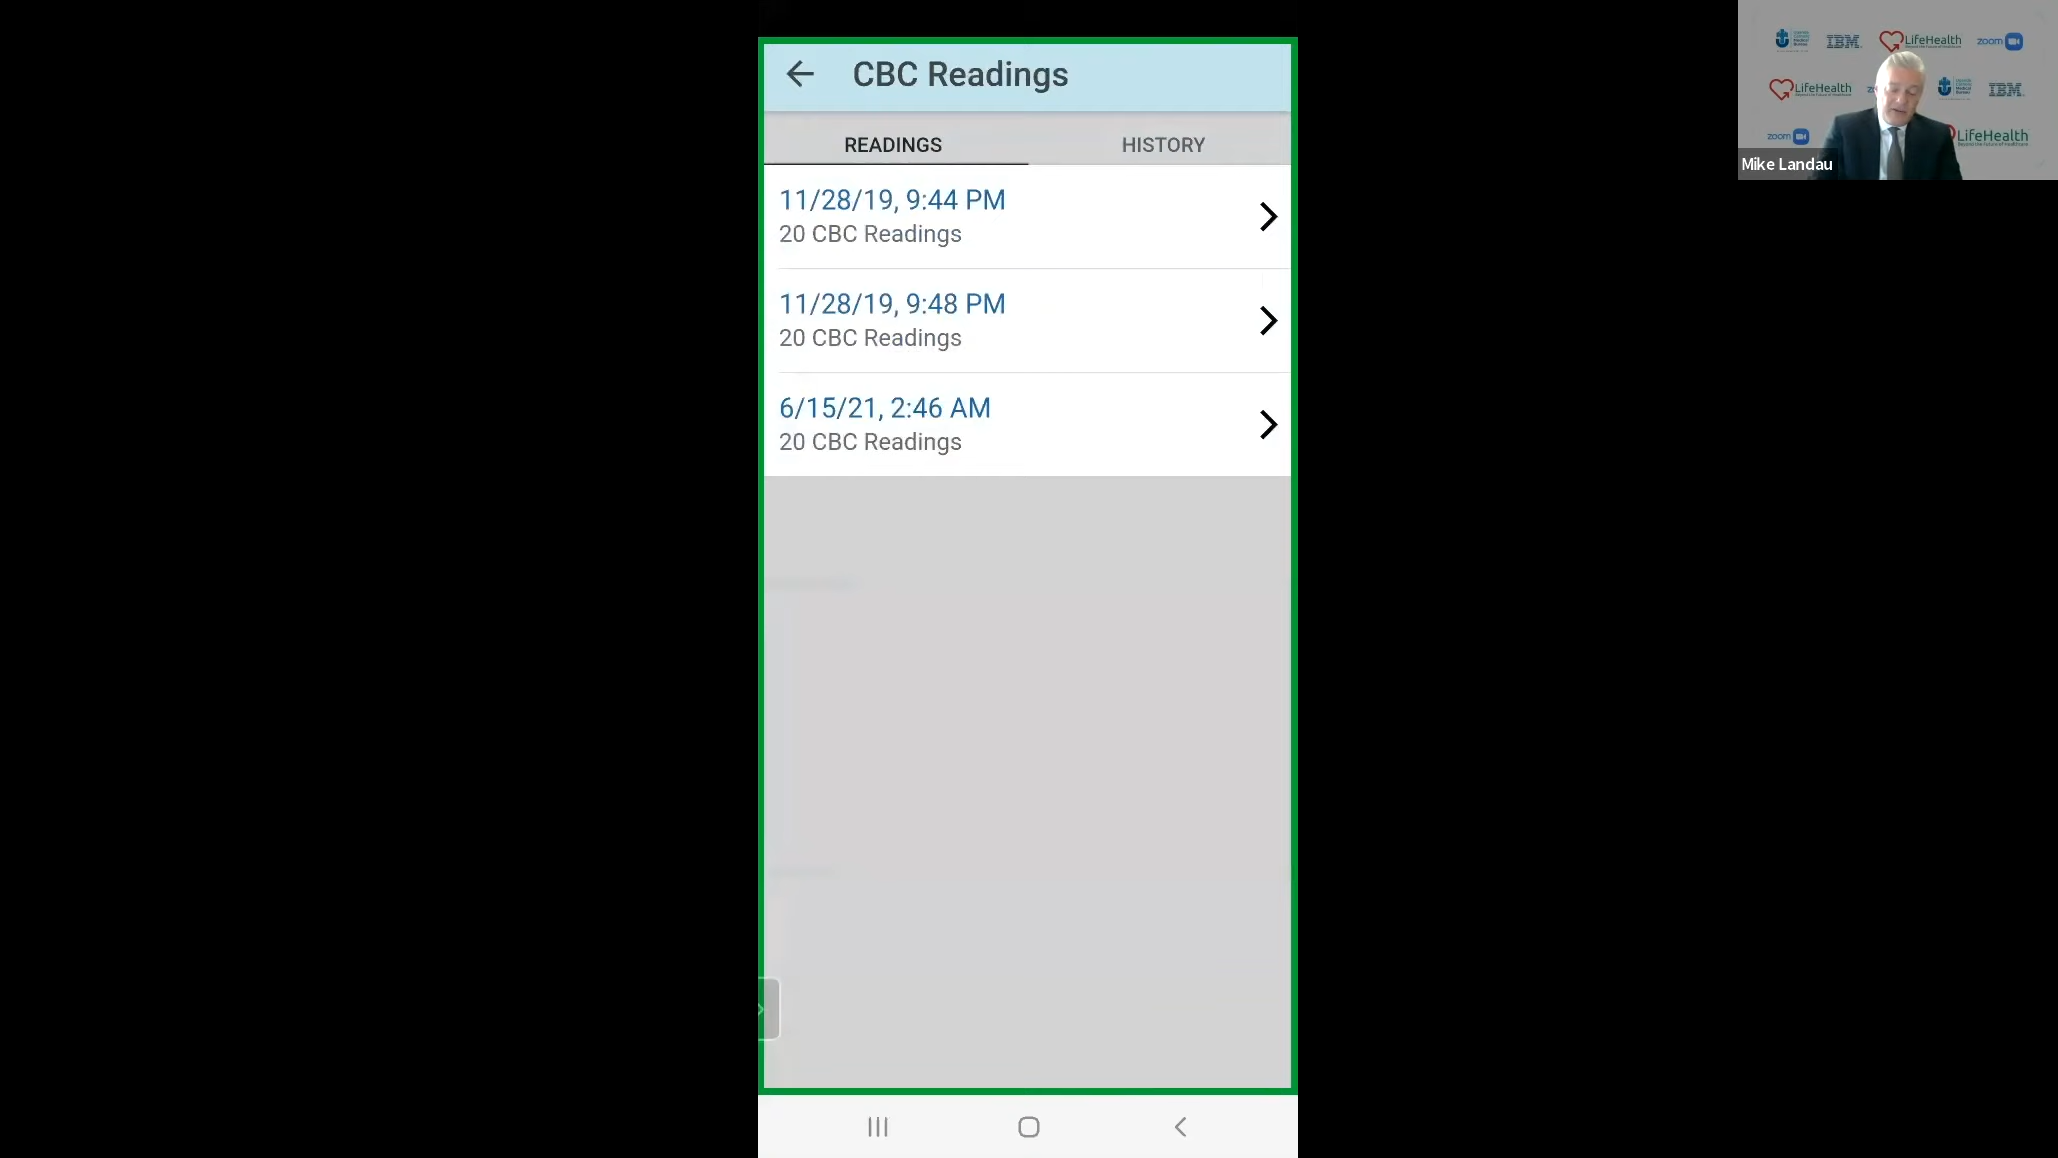 CBC Readings
READINGS
HISTORY
11/28/19, 9:44 PM
20 CBC Readings
11/28/19, 9:48 PM
20 CBC Readings
6/15/21, 2:46 AM
20 CBC Readings
IBM
LifeHealth
zoom
LifeHealth
IBM
zoom
LifeHealth
Mike Landau